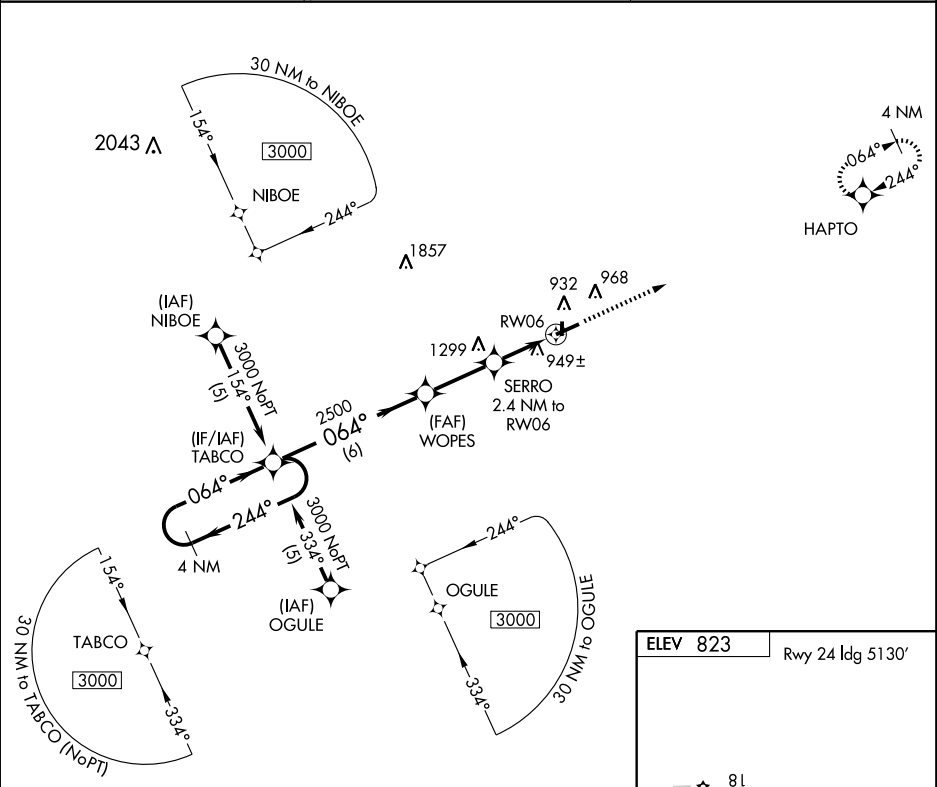 30 NM to NIBOE
154°
2043
3000
NIBOE
244°
4 NM
064°
244°
HAPTO
1857
932
968
RW06
(IAF)
NIBOE
1299
949±
SERRO
2.4 NM to
RW06
3000 NoPT
154°
(5)
2500
064°
(6)
(FAF)
WOPES
(IF/IAF)
TABCO
064°
244°
4 NM
3000 NoPT
334°
(5)
(IAF)
OGULE
244°
OGULE
3000
334°
30 NM to OGULE
154°
TABCO
3000
334°
30 NM to TABCO (NoPT)
ELEV 823
Rwy 24 ldg 5130'
81